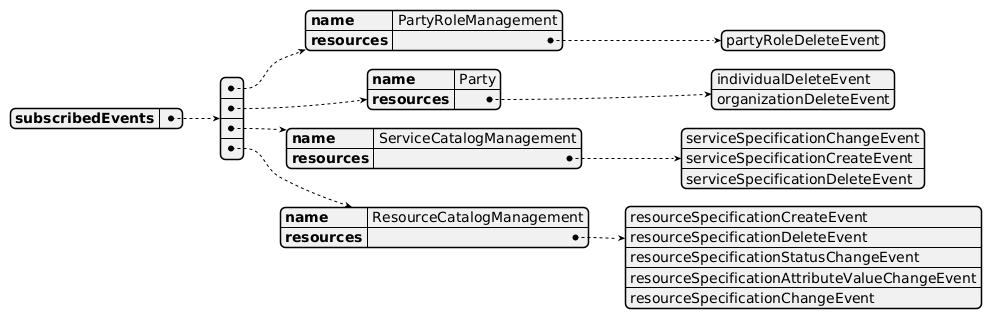 name PartyRoleManagement
resources
partyRoleDeleteEvent
name Party
resources
individualDeleteEvent
organizationDeleteEvent
subscribedEvents
name ServiceCatalogManagement
resources
serviceSpecificationChangeEvent
serviceSpecificationCreateEvent
serviceSpecificationDeleteEvent
name ResourceCatalogManagement
resources
resourceSpecificationCreateEvent
resourceSpecificationDeleteEvent
resourceSpecificationStatusChangeEvent
resourceSpecificationAttributeValueChangeEvent
resourceSpecificationChangeEvent